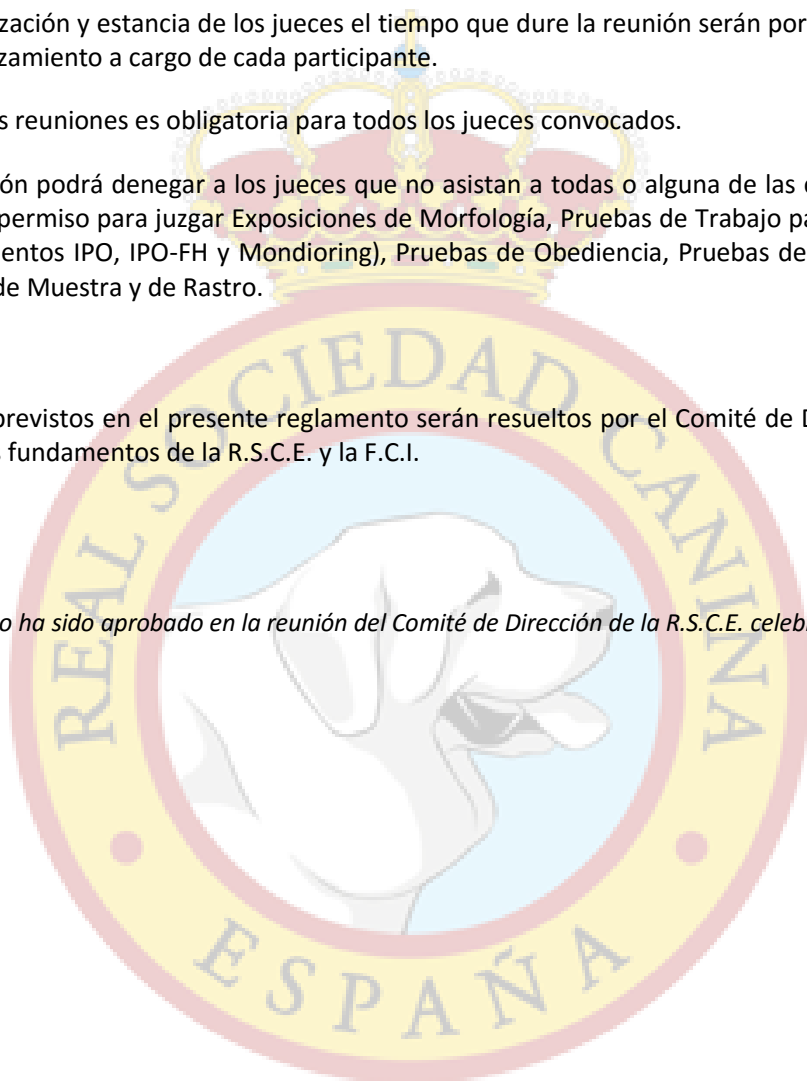 zación y estancia de los jueces el tiempo que dure la reunión serán por
zamiento a cargo de cada participante.
s reuniones es obligatoria para todos los jueces convocados.
ón podrá denegar a los jueces que no asistan a todas o alguna de las
permiso para juzgar Exposiciones de Morfología, Pruebas de Trabajo pa
entos IPO, IPO-FH y Mondioring), Pruebas de Obediencia, Pruebas de
de Muestra y de Rastro.
previstos en el presente reglamento serán resueltos por el Comité de D
s fundamentos de la R.S.C.E. y la F.C.I.
o ha sido aprobado en la reunión del Comité de Dirección de la R.S.C.E. celeb
REAL SOCIEDAD CANINA
ESPAÑA